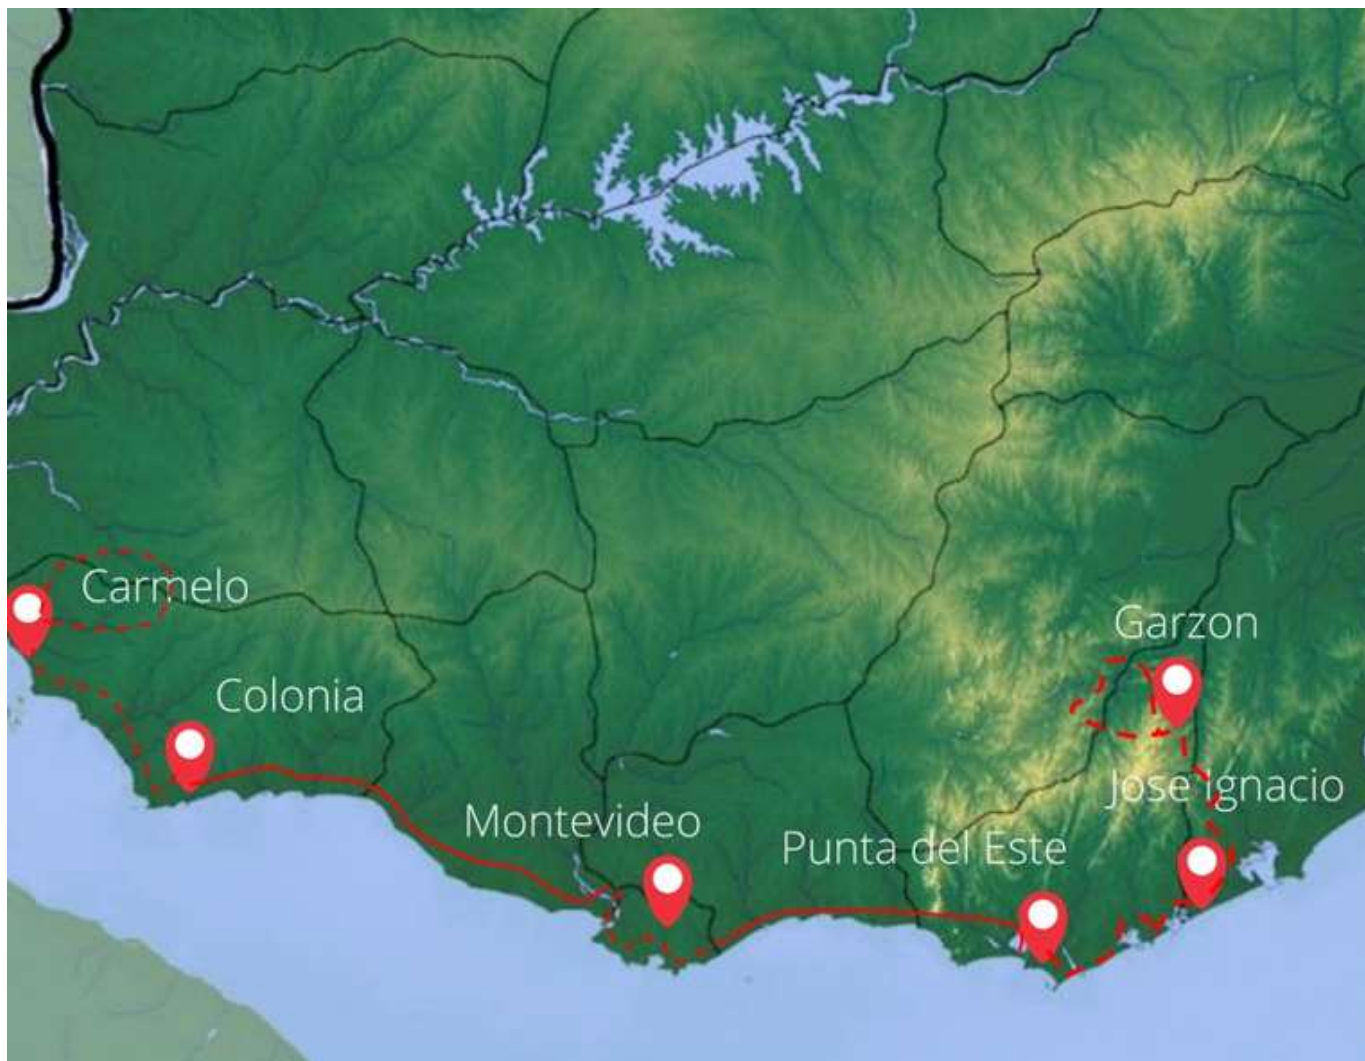 Carmelo
Garzon
Colonia
Jose Ignacio
Montevideo
Punta del Este